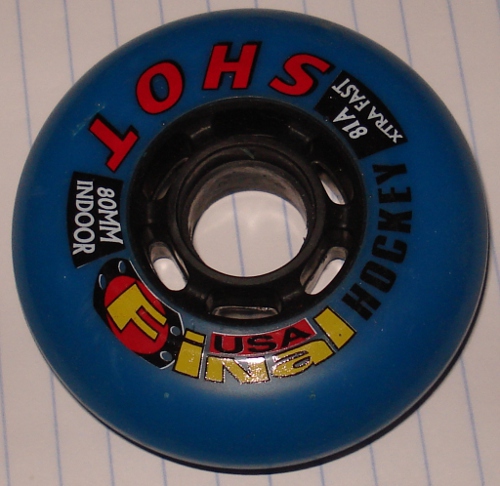 SHOT
81A
XTRA FAST
HOCKEY
FiNal
USA
80MM
INDOOR